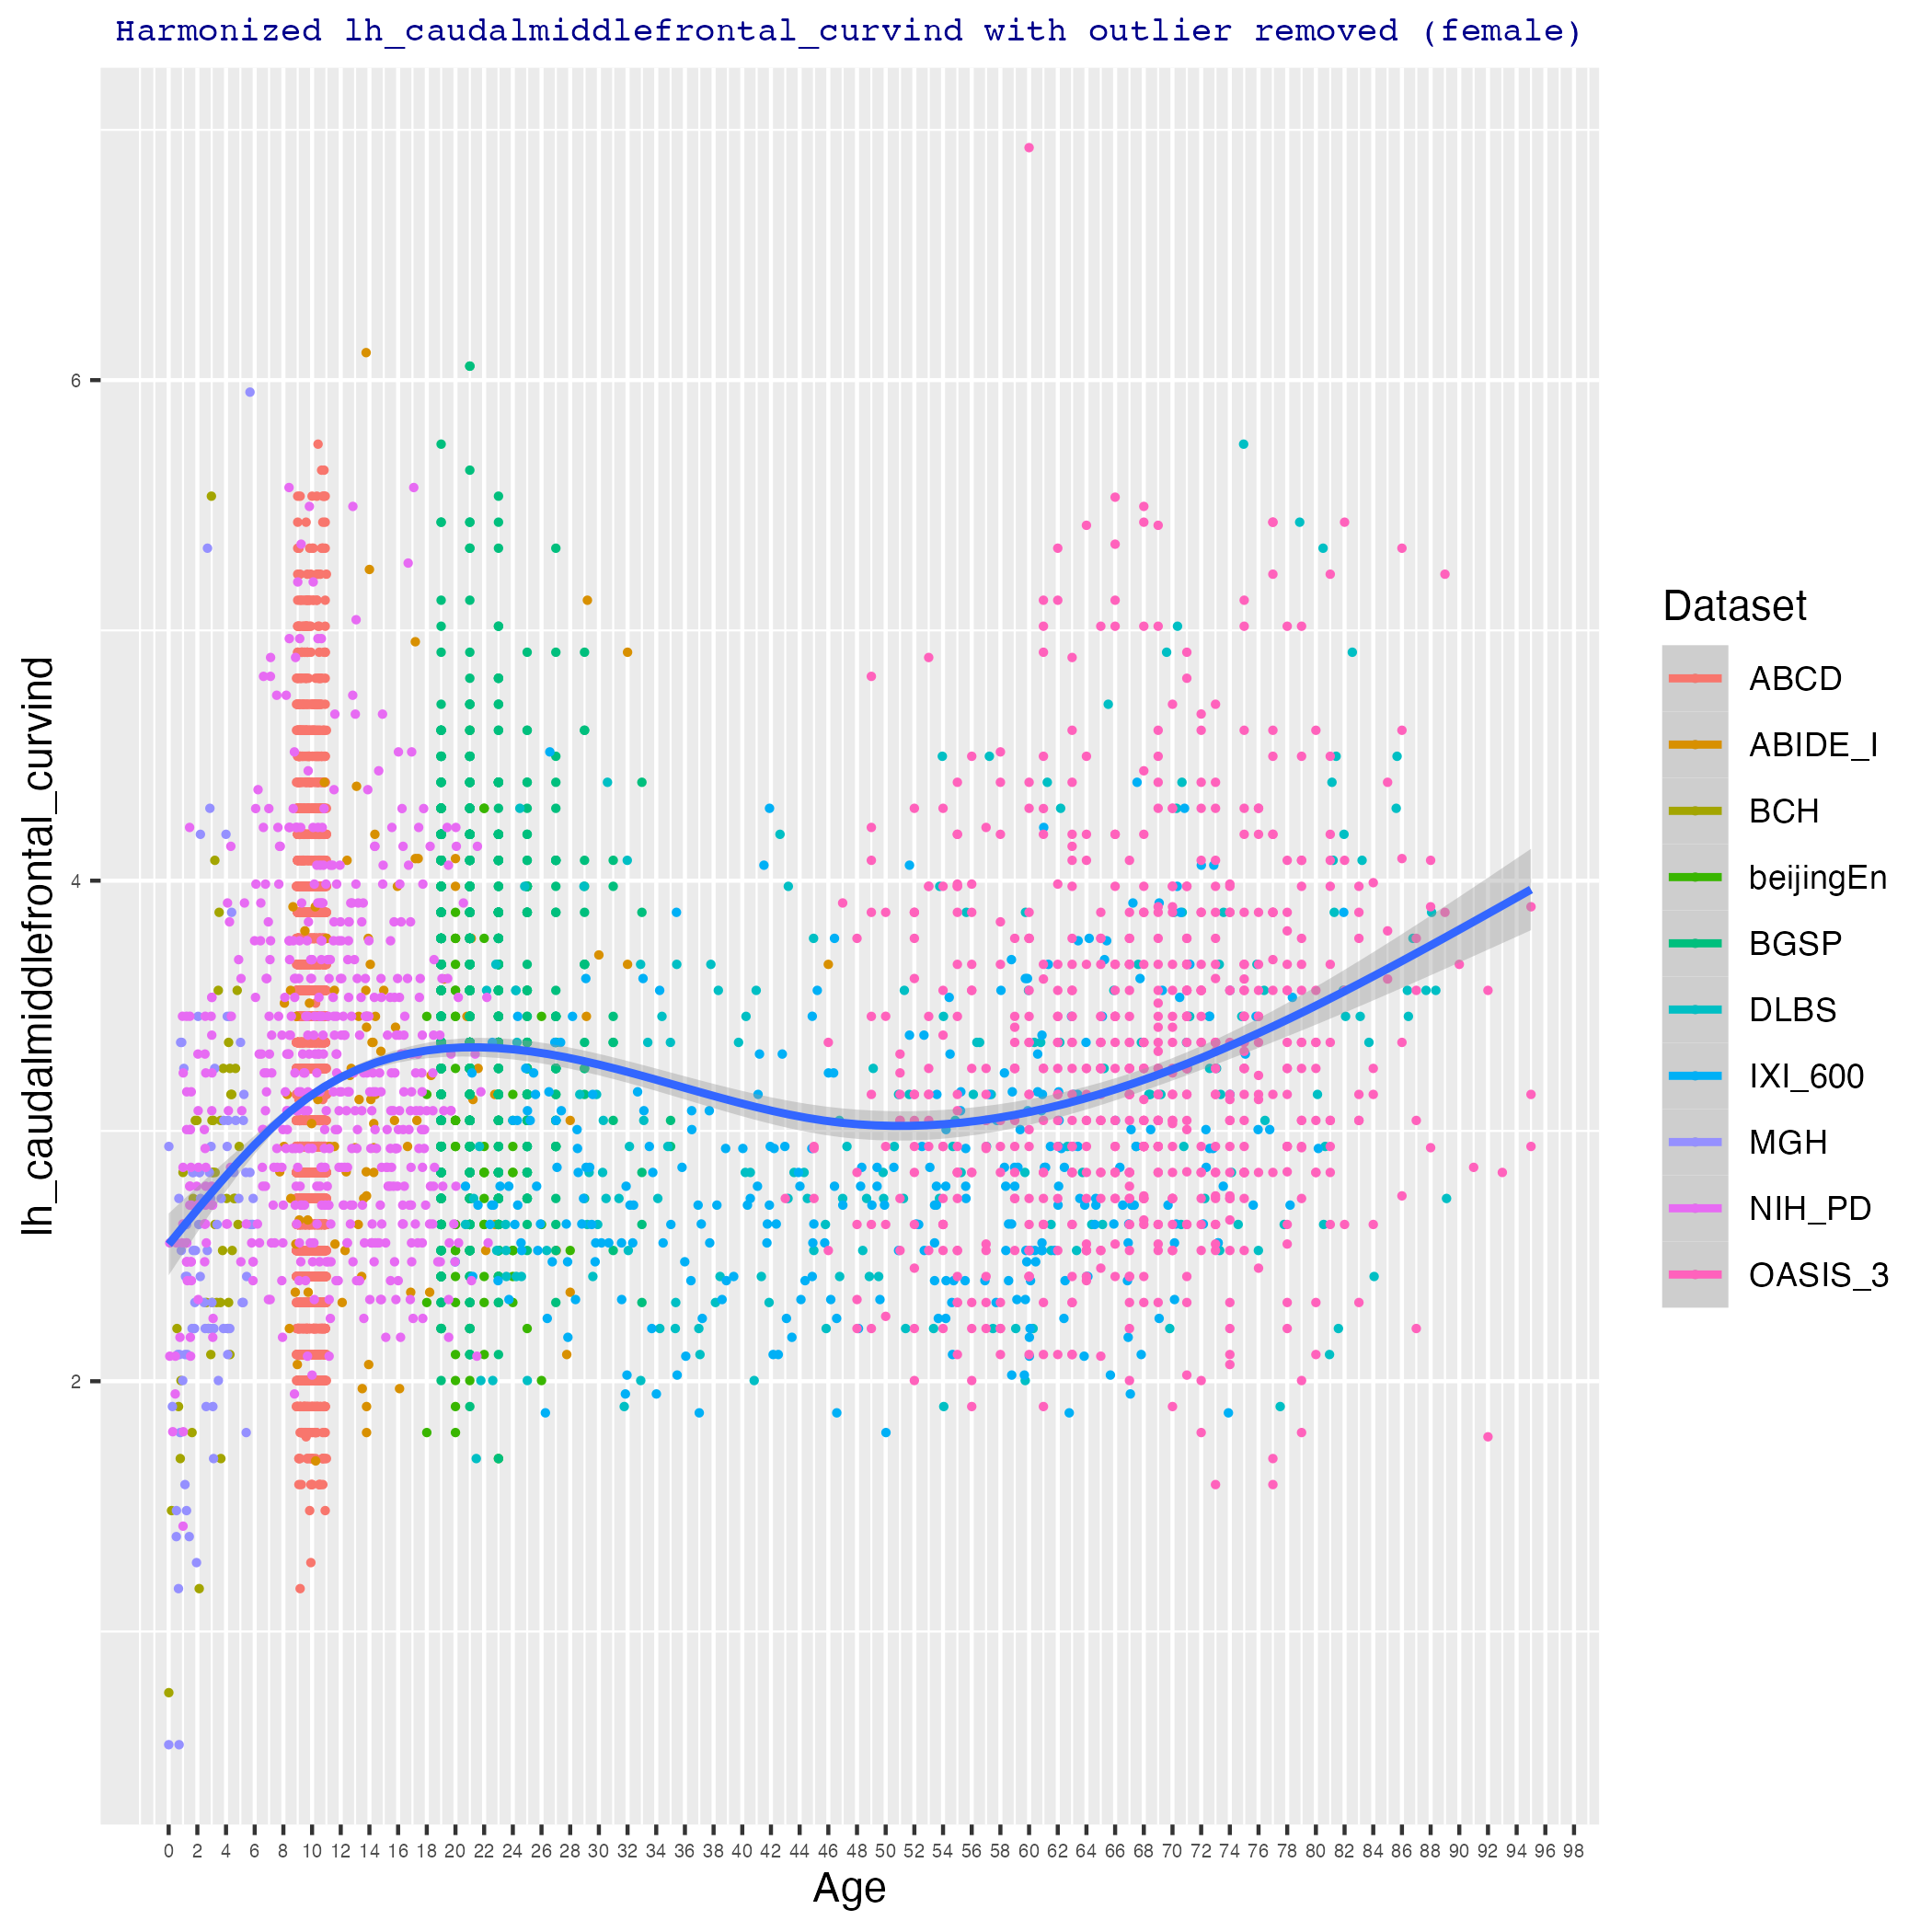 Harmonized lh_caudalmiddlefrontal_curvind with outlier removed (female)
lh_caudalmiddlefrontal_curvind
6
4
2
0 2 4 6 8 10 12 14 16 18 20 22 24 26 28 30 32 34 36 38 40 42 44 46 48 50 52 54 56 58 60 62 64 66 68 70 72 74 76 78 80 82 84 86 88 90 92 94 96 98
Age
Dataset
ABCD
ABIDE_I
BCH
beijingEn
BGSP
DLBS
IXI_600
MGH
NIH_PD
OASIS_3